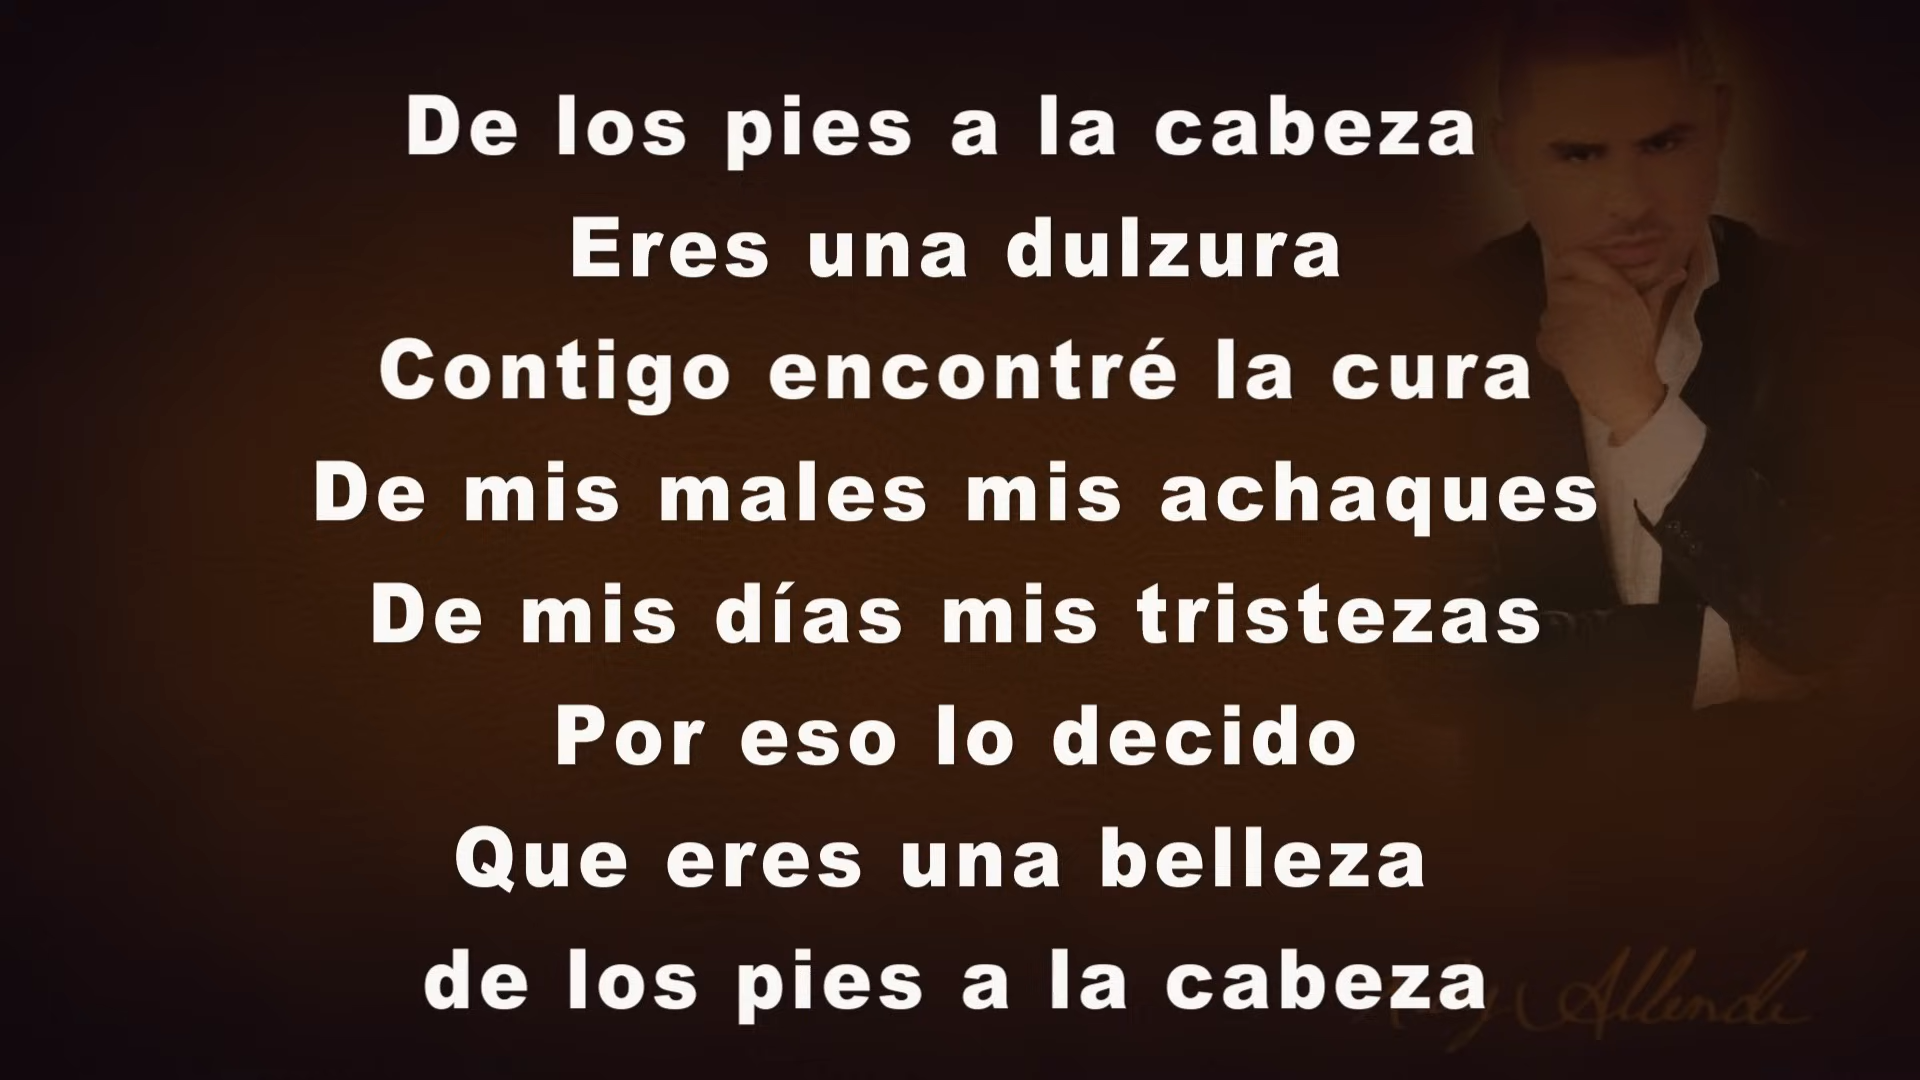 De los pies a la cabeza
Eres una dulzura
Contigo encontré la cura
De mis males mis achaques
De mis días mis tristezas
Por eso lo decido
Que eres una belleza
de los pies a la cabeza
Allende